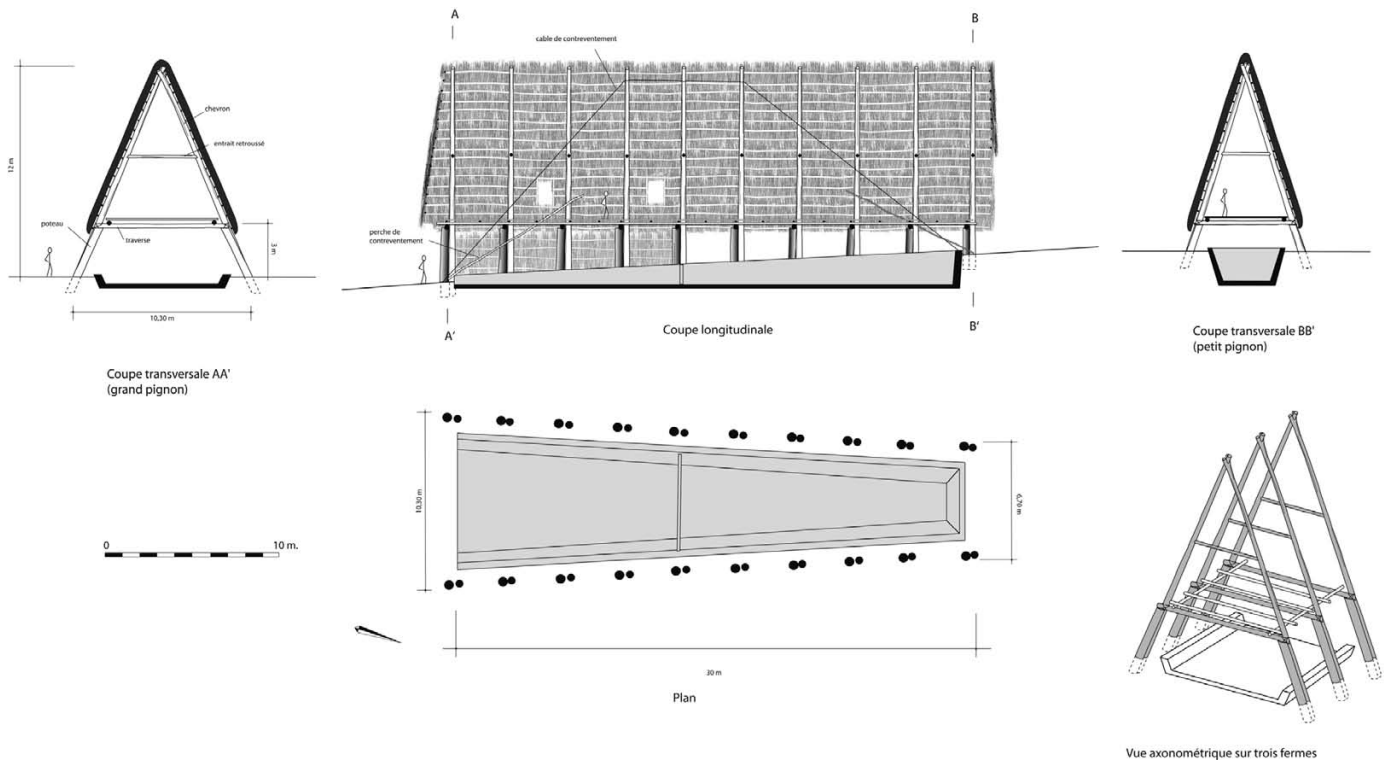 A
B
cable de contreventement
chevron
entrait retroussé
12 m
poteau
traverse
3 m
perche de
contreventement
10,30 m
A'
B'
Coupe longitudinale
Coupe transversale BB'
(petit pignon)
Coupe transversale AA'
(grand pignon)
10,30 m
6,70 m
0
10 m.
30 m
Plan
Vue axonométrique sur trois fermes